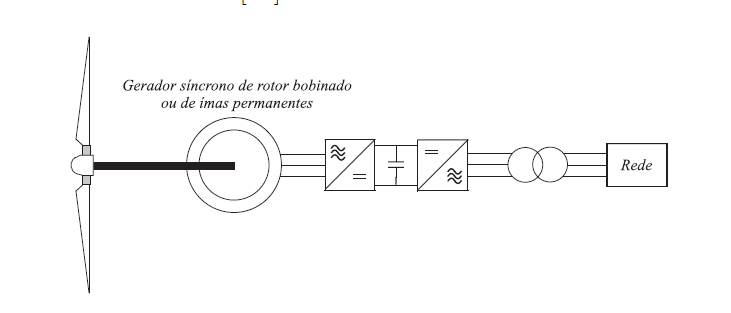 Gerador síncrono de rotor bobinado
ou de ímas permanentes
Rede